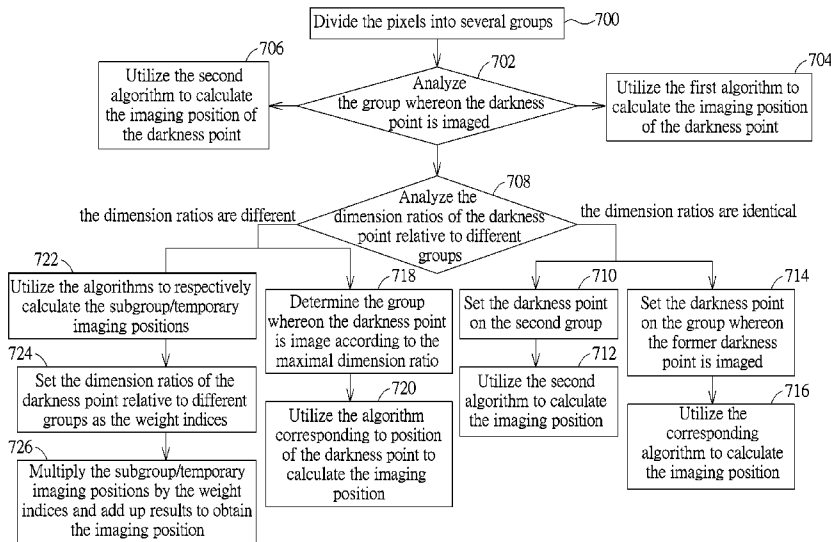 Divide the pixels into several groups
700
706
Utilize the second
algorithm to calculate
the imaging position of
the darkness point
702
Analyze
the group whereon the darkness
point is imaged
704
Utilize the first algorithm to
calculate the imaging position
of the darkness point
708
Analyze the
dimension ratios of the darkness
point relative to different
groups
the dimension ratios are different
the dimension ratios are identical
722
Utilize the algorithms to respectively
calculate the subgroup/temporary
imaging positions
718
Determine the group
whereon the darkness point
is image according to the
maximal dimension ratio
710
Set the darkness point
on the second group
714
Set the darkness point
on the group whereon
the former darkness
point is imaged
724
Set the dimension ratios of the
darkness point relative to different
groups as the weight indices
720
Utilize the algorithm
corresponding to position
of the darkness point to
calculate the imaging
position
712
Utilize the second
algorithm to calculate
the imaging position
716
Utilize the
corresponding
algorithm to calculate
the imaging position
726
Multiply the subgroup/temporary
imaging positions by the weight
indices and add up results to obtain
the imaging position